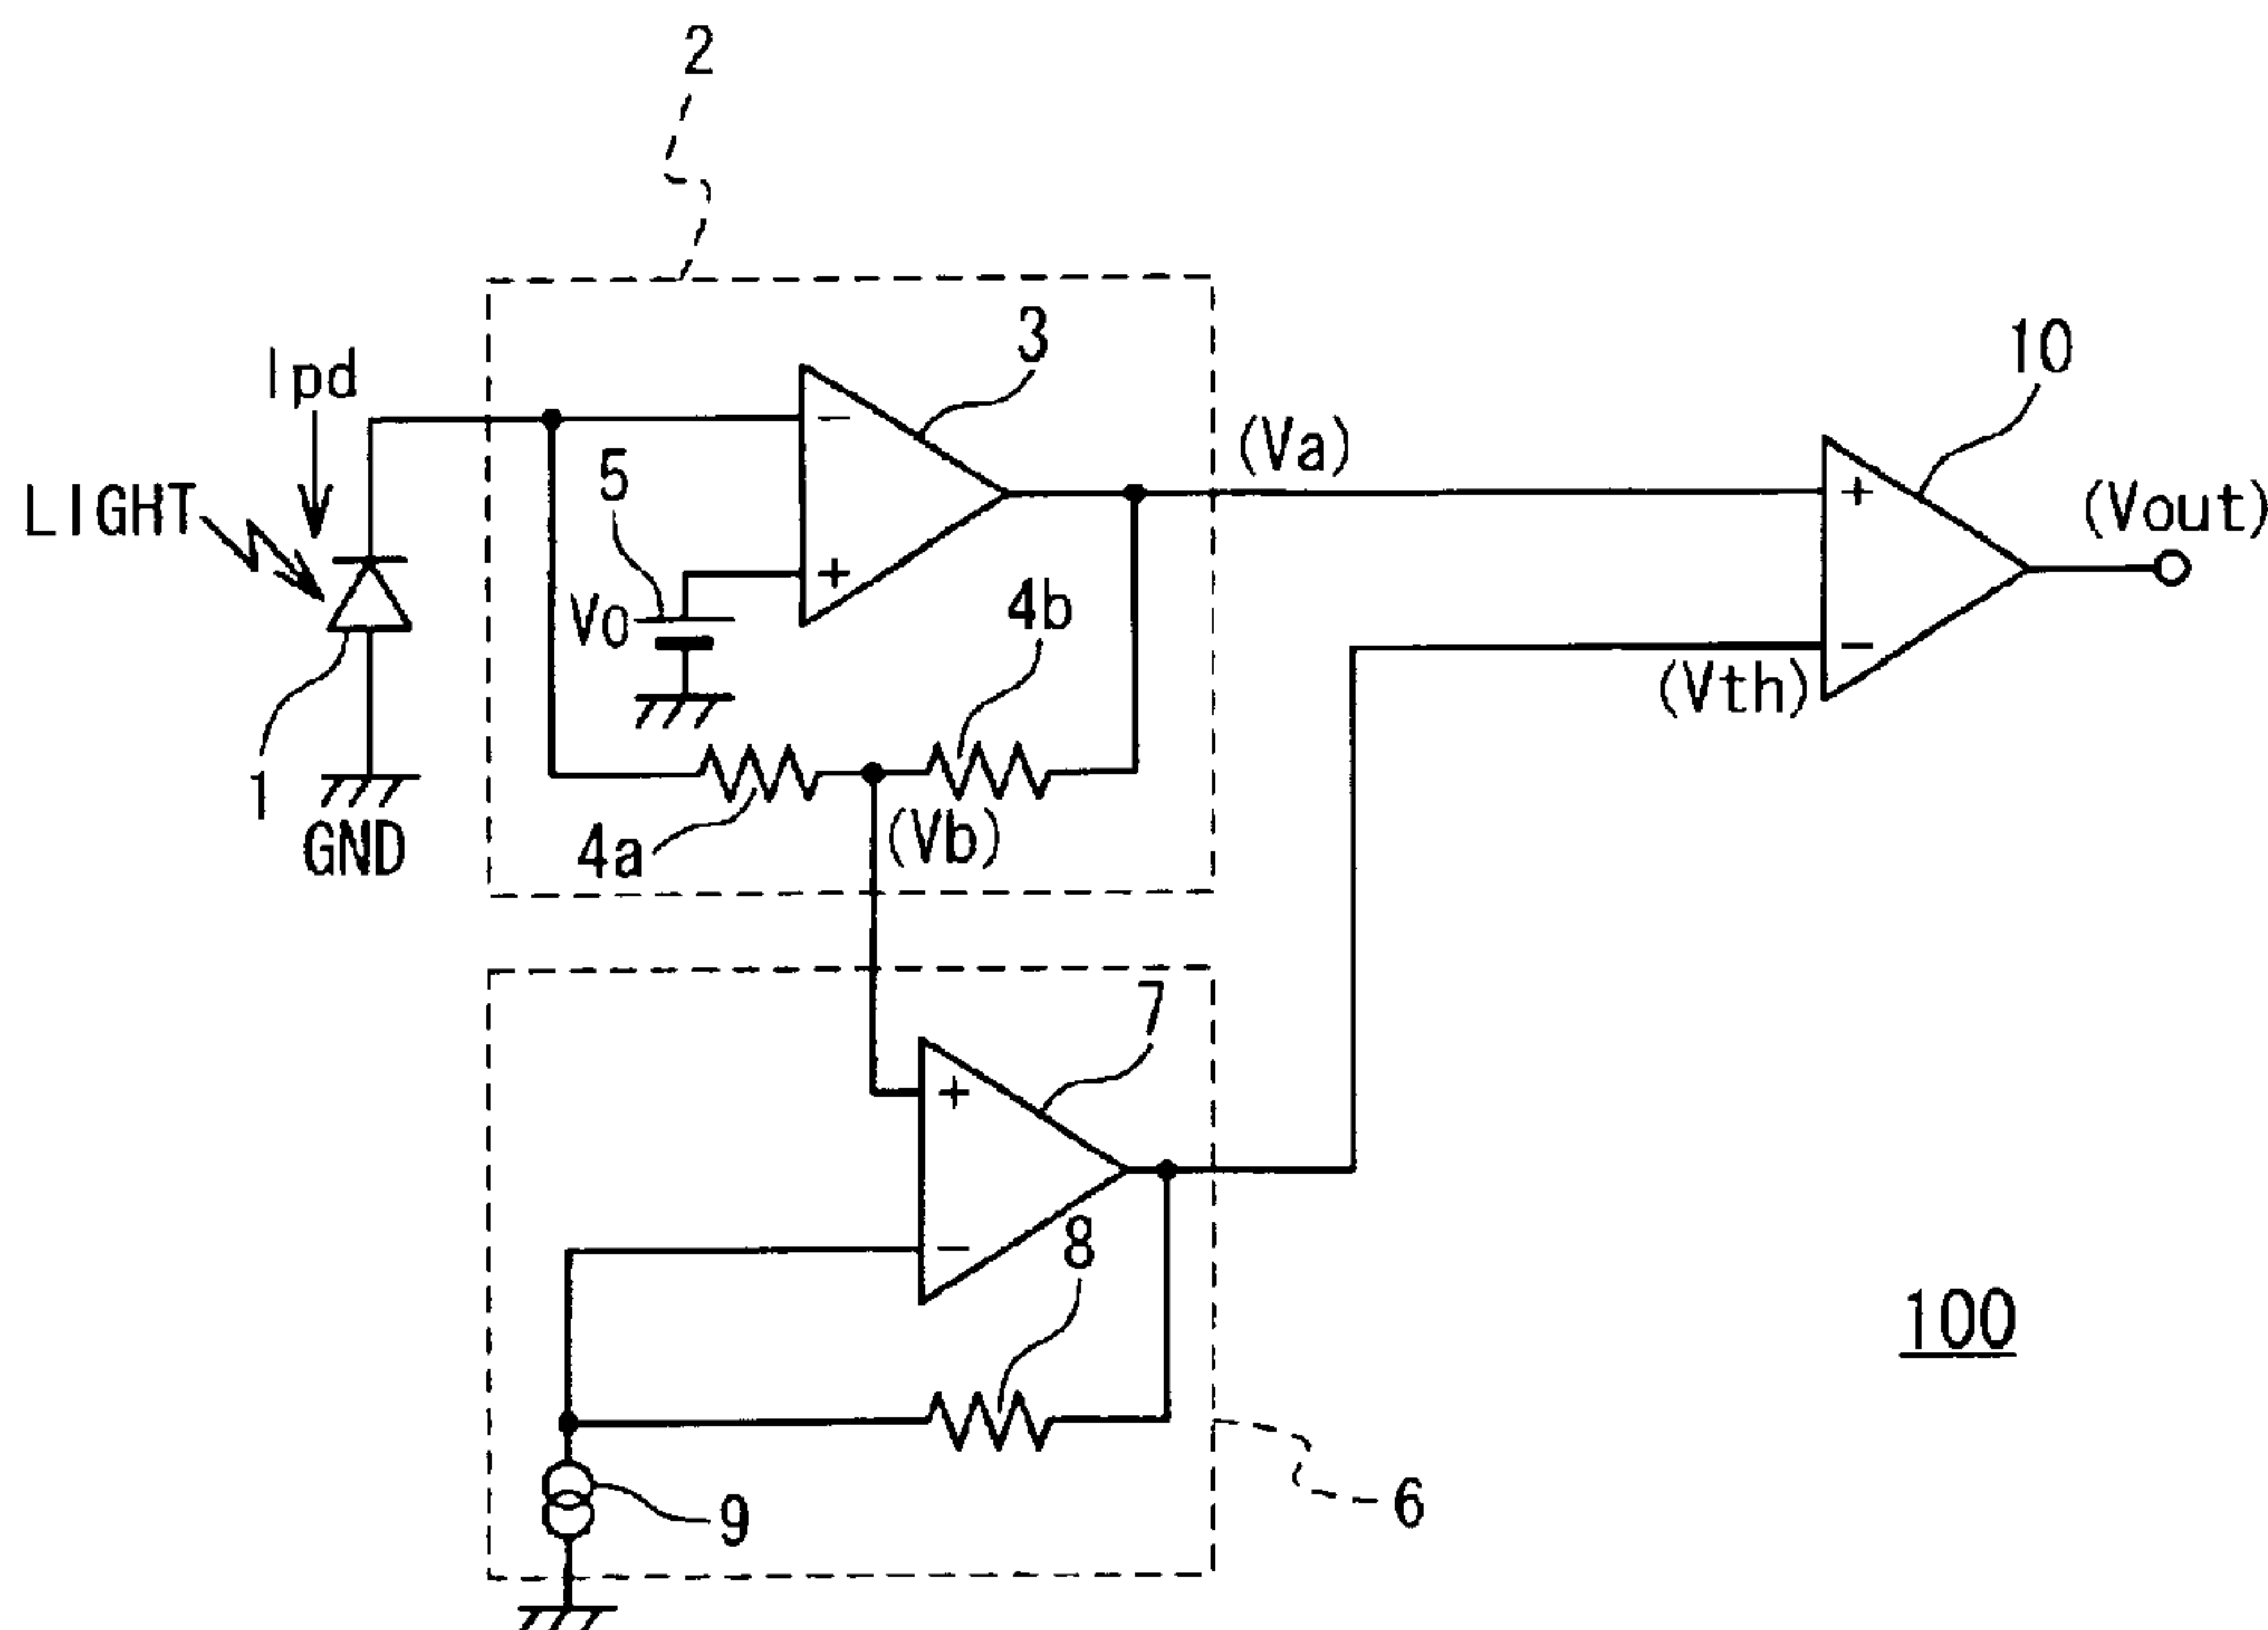 2
3
10
Ipd
(Va)
5
LIGHT
+
(Vout)
−
+
Vo
4b
−
(Vth)
1
4a
(Vb)
GND
7
+
−
8
100
9
6